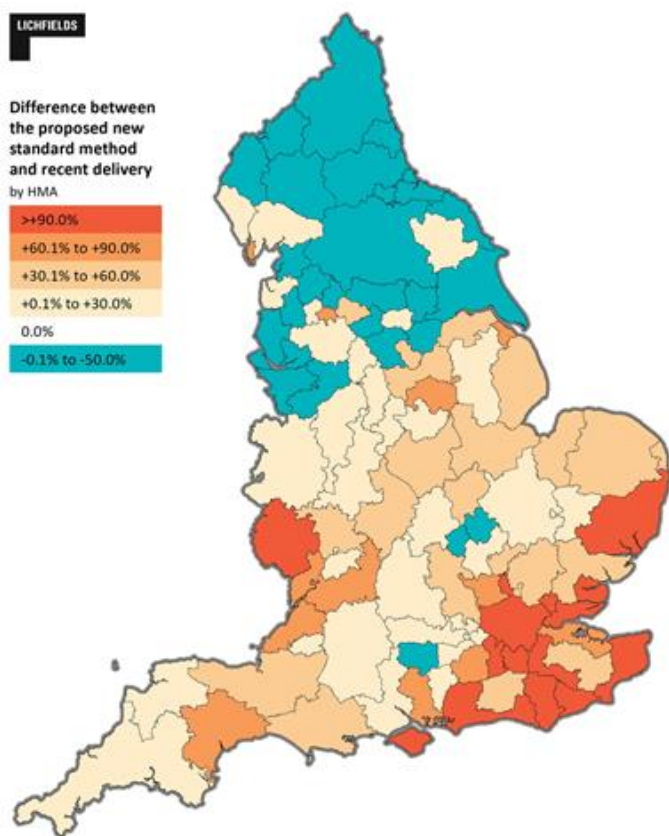 LICHFIELDS
Difference between
the proposed new
standard method
and recent delivery
by HMA
>+90.0%
+60.1% to +90.0%
+30.1% to +60.0%
+0.1% to +30.0%
0.0%
-0.1% to -50.0%